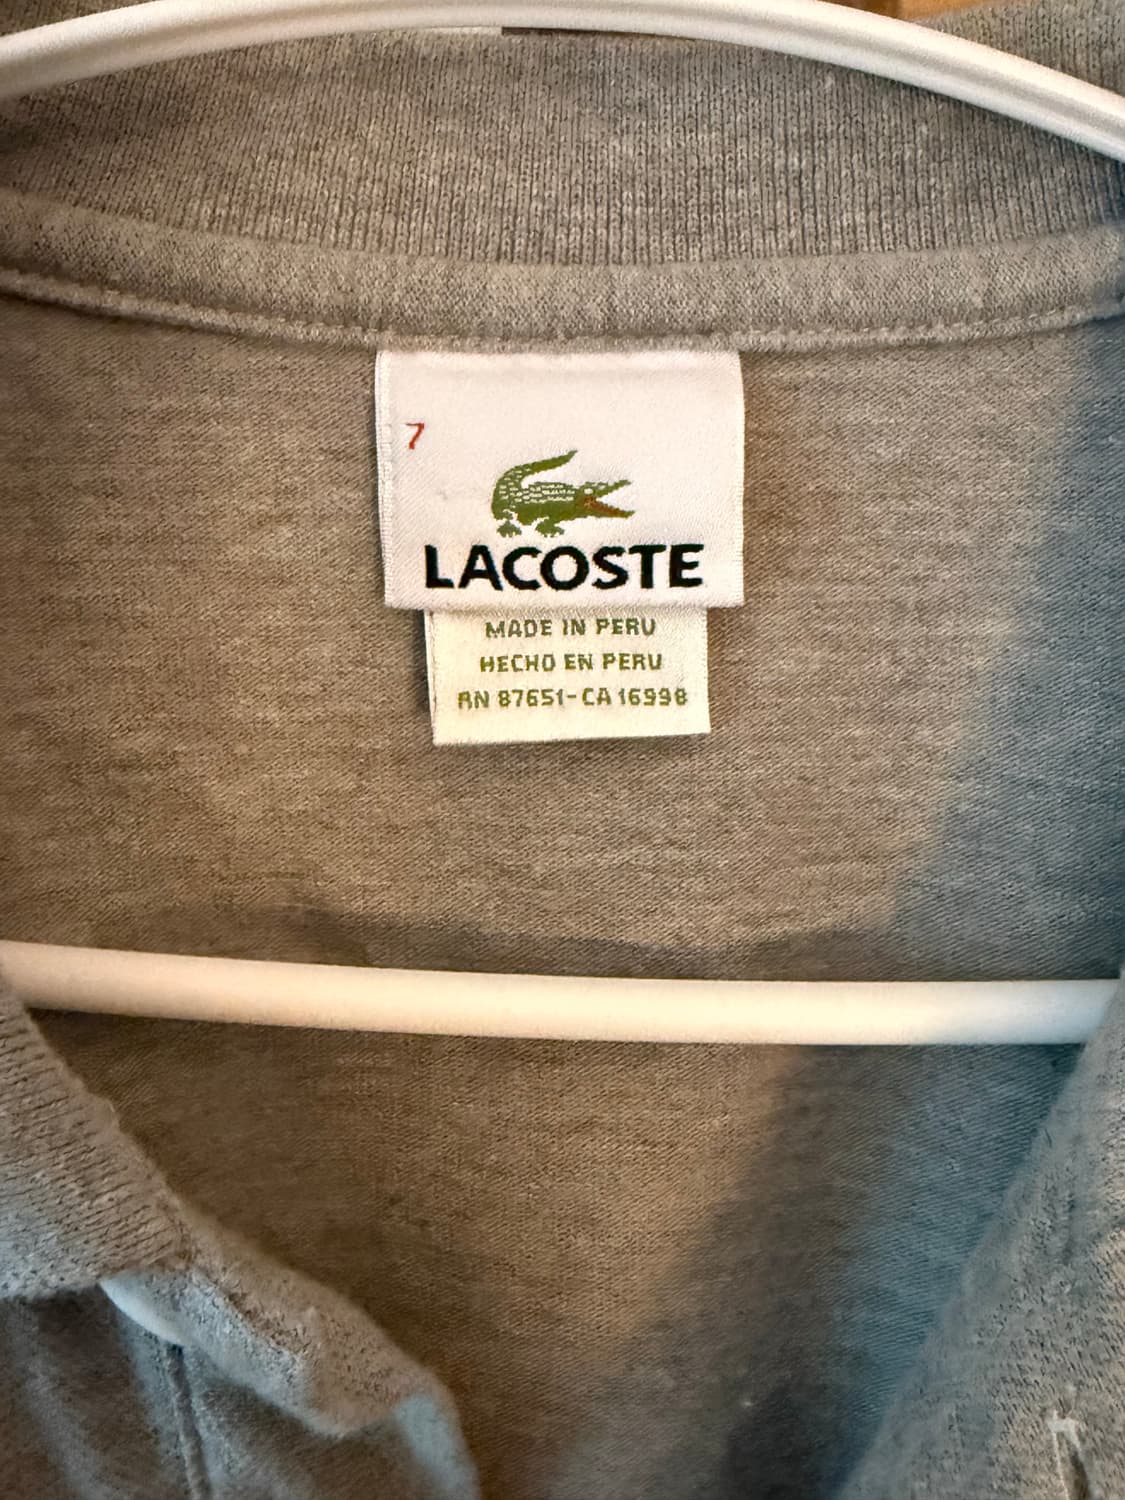 7
LACOSTE
MADE IN PERU
HECHO EN PERU
RN 87651-CA 16998